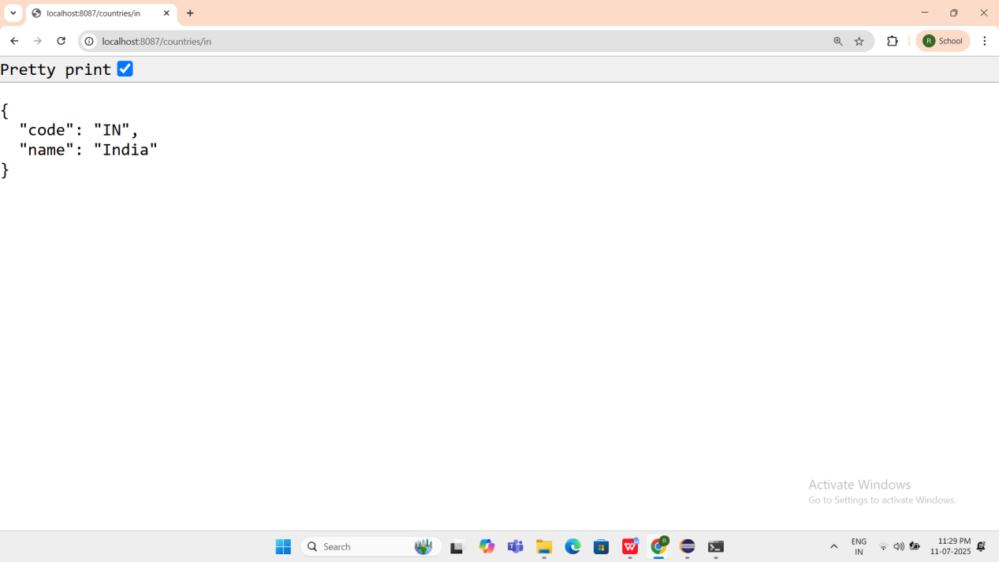 localhost:8087/countries/in
localhost:8087/countries/in
R
School
Pretty print
{
  "code": "IN",
  "name": "India"
}
Activate Windows
Go to Settings to activate Windows.
Search
W
R
ENG
IN
11:29 PM
11-07-2025